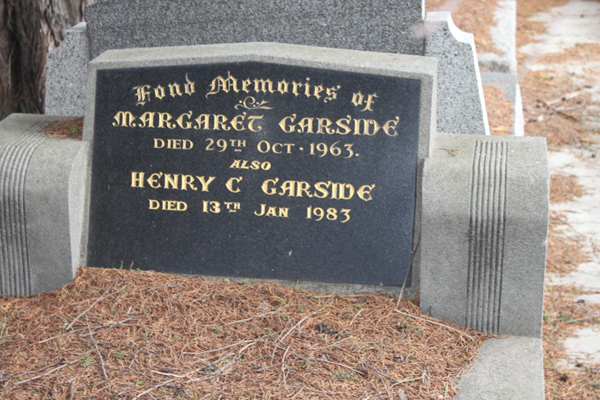 Fond Memories of
MARGARET GARSIDE
DIED 29TH OCT · 1963.
ALSO
HENRY C GARSIDE
DIED 13TH JAN 1983